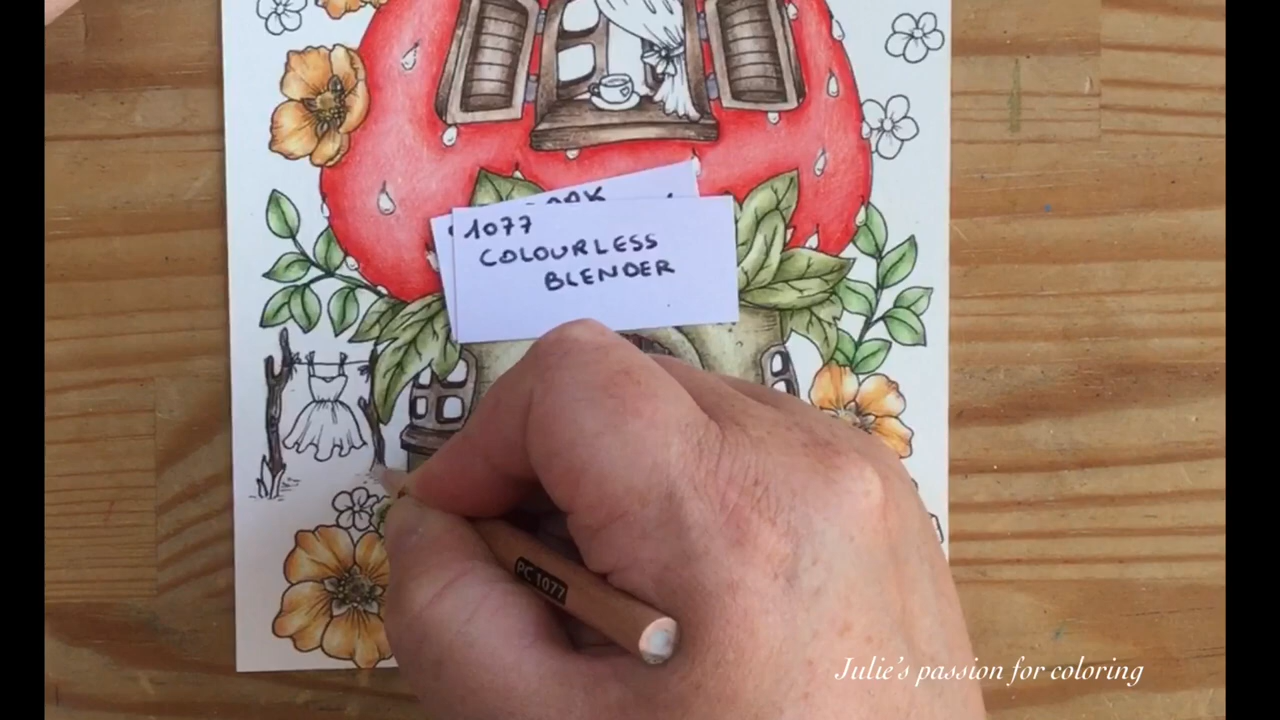 1077
COLOURLESS
BLENDER
PC 1077
Julie's passion for coloring